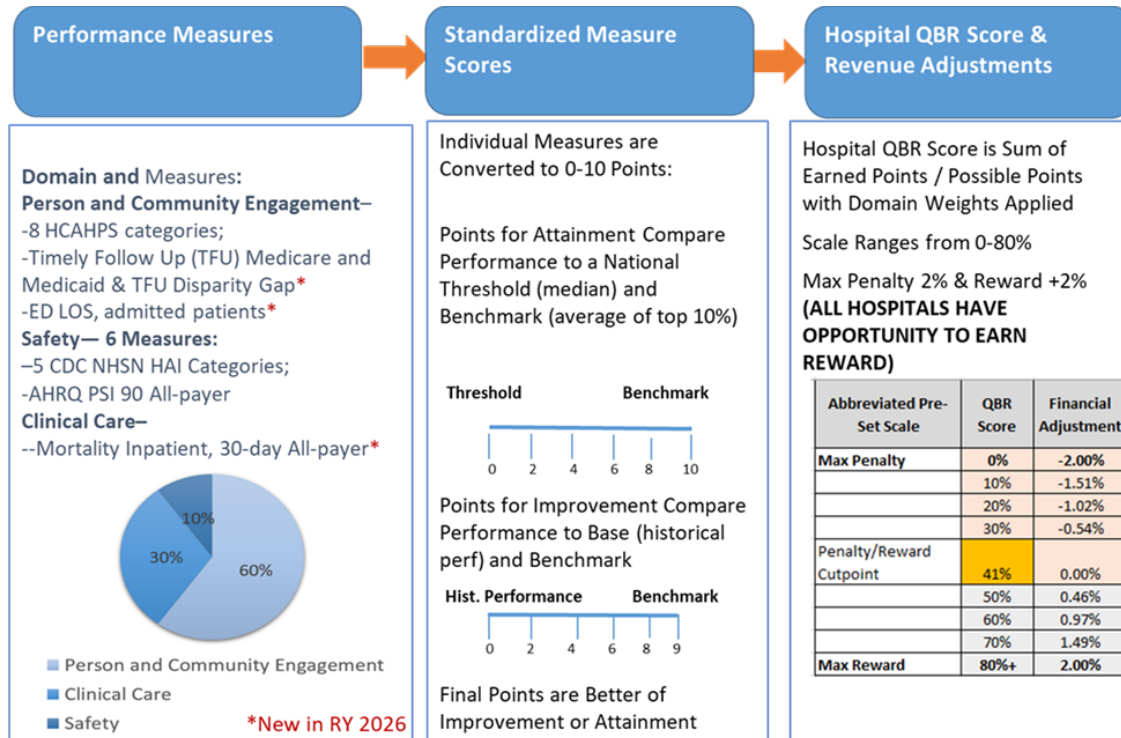 Performance Measures
Domain and Measures:
Person and Community Engagement–
-8 HCAHPS categories;
-Timely Follow Up (TFU) Medicare and
Medicaid & TFU Disparity Gap*
-ED LOS, admitted patients*
Safety— 6 Measures:
–5 CDC NHSN HAI Categories;
-AHRQ PSI 90 All-payer
Clinical Care–
--Mortality Inpatient, 30-day All-payer*
10%
30%
60%
Person and Community Engagement
Clinical Care
Safety
*New in RY 2026
Standardized Measure
Scores
Individual Measures are
Converted to 0-10 Points:
Points for Attainment Compare
Performance to a National
Threshold (median) and
Benchmark (average of top 10%)
Threshold Benchmark
0 2 4 6 8 10
Points for Improvement Compare
Performance to Base (historical
perf) and Benchmark
Hist. Performance Benchmark
0 2 4 6 8 9
Final Points are Better of
Improvement or Attainment
Hospital QBR Score &
Revenue Adjustments
Hospital QBR Score is Sum of
Earned Points / Possible Points
with Domain Weights Applied
Scale Ranges from 0-80%
Max Penalty 2% & Reward +2%
(ALL HOSPITALS HAVE
OPPORTUNITY TO EARN
REWARD)
Abbreviated Pre-
Set Scale
QBR
Score
Financial
Adjustment
Max Penalty 0% -2.00%
10% -1.51%
20% -1.02%
30% -0.54%
Penalty/Reward
Cutpoint 41% 0.00%
50% 0.46%
60% 0.97%
70% 1.49%
Max Reward 80%+ 2.00%